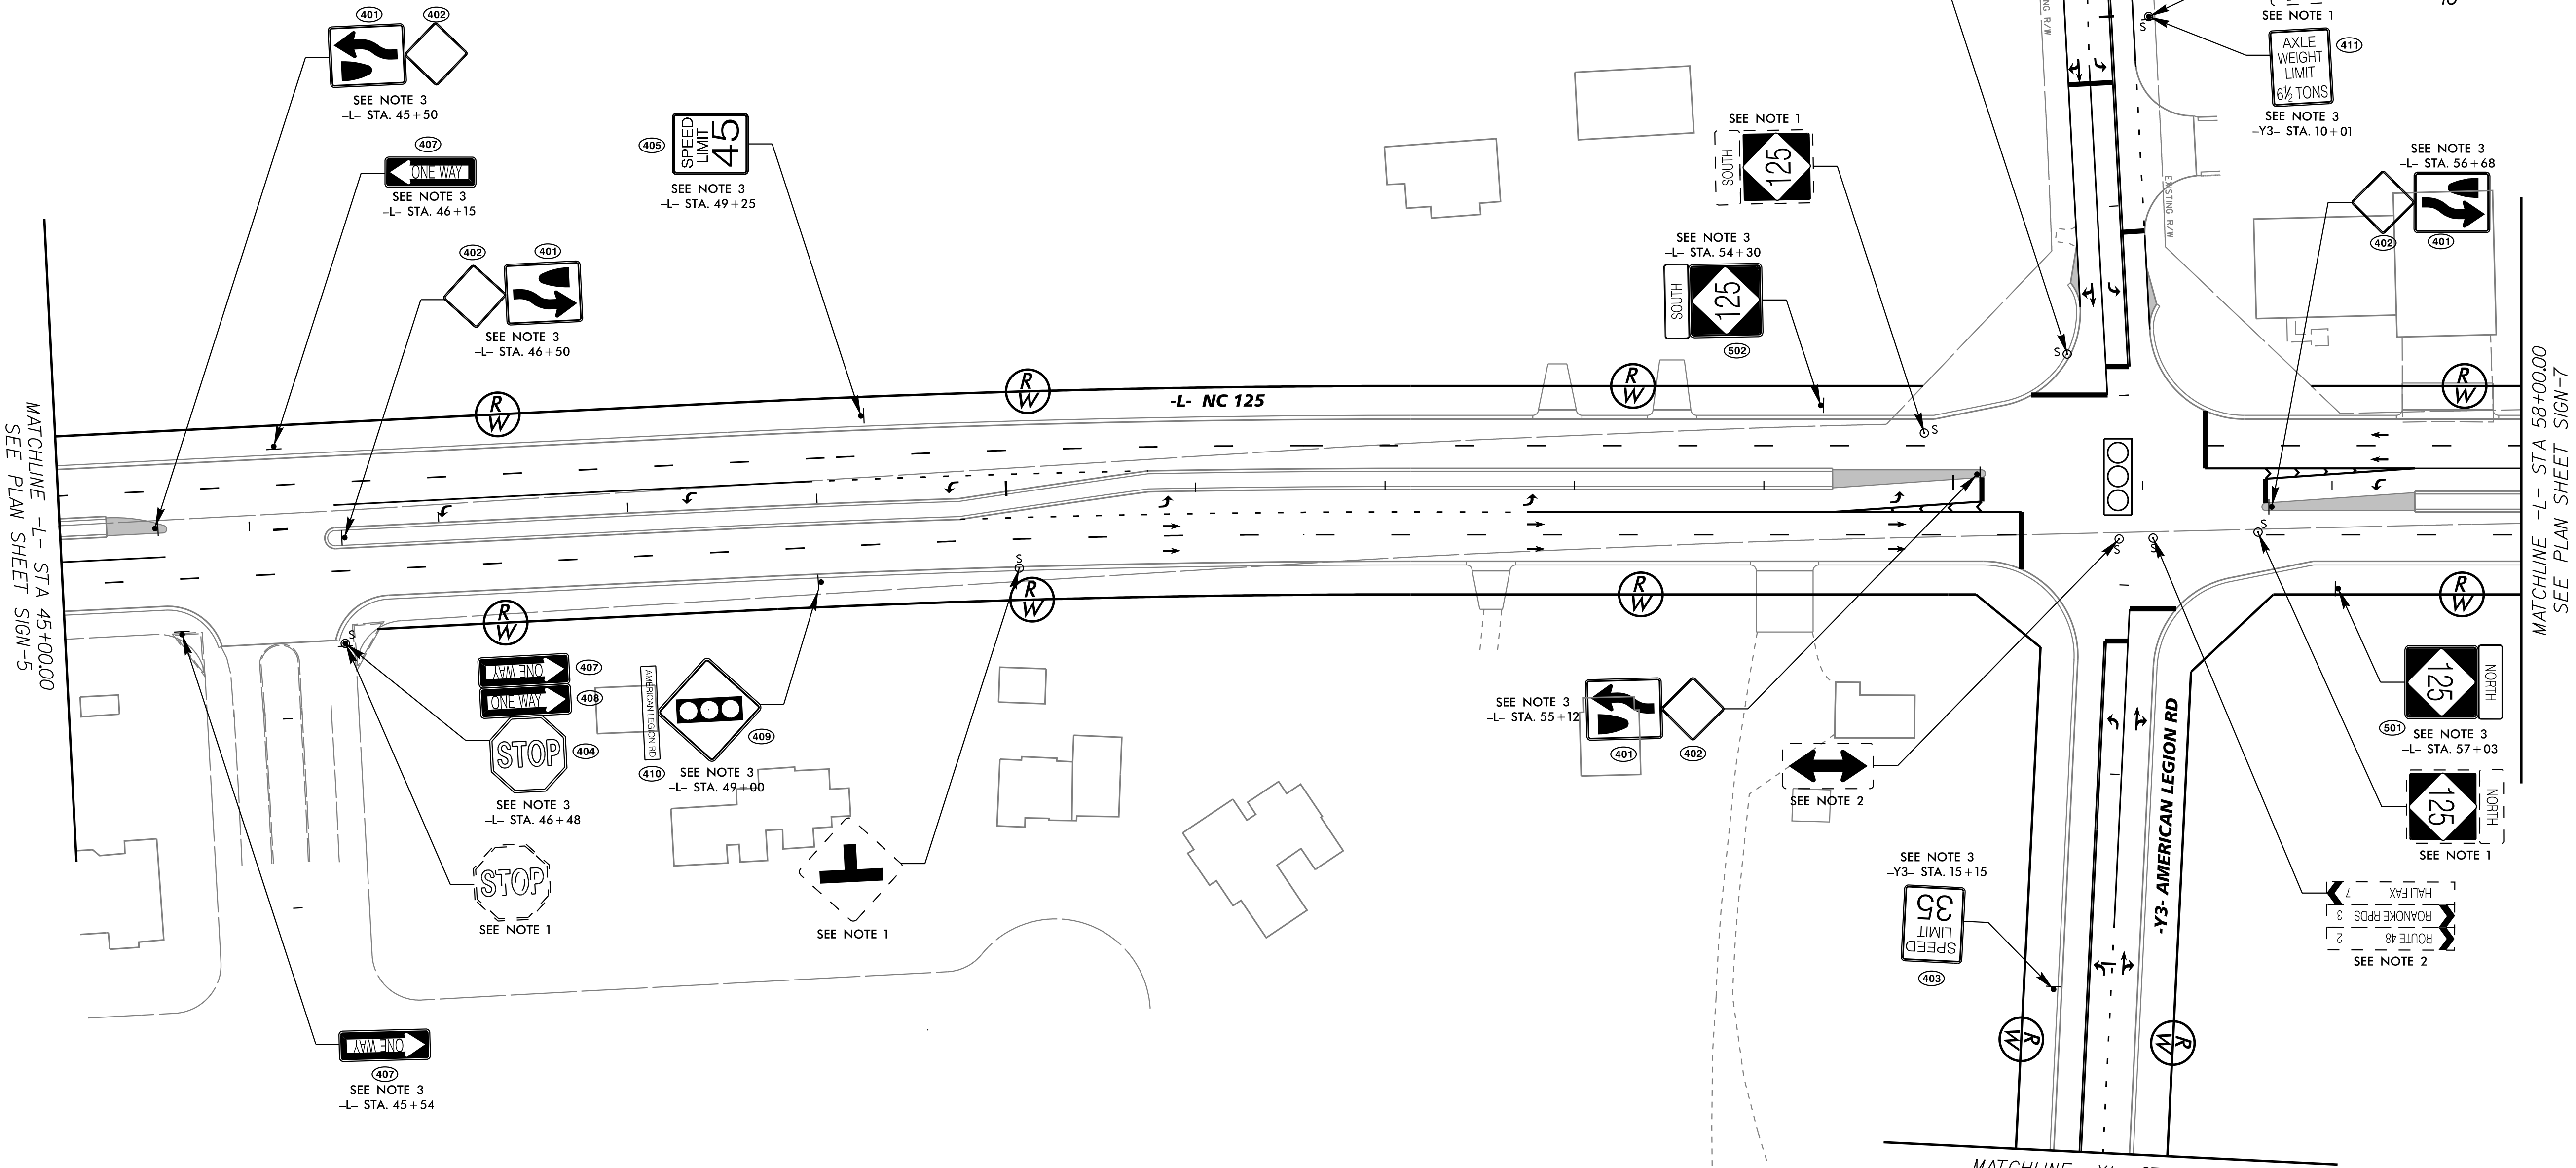 401
402
SEE NOTE 3
-L- STA. 45+50
407
ONE WAY
SEE NOTE 3
-L- STA. 46+15
402
401
SEE NOTE 3
-L- STA. 46+50
405
SPEED
LIMIT
45
SEE NOTE 3
-L- STA. 49+25
SEE NOTE 1
SOUTH
125
SEE NOTE 3
-L- STA. 54+30
SOUTH
125
502
EXISTING R/W
SEE NOTE 1
AXLE
WEIGHT
LIMIT
6½ TONS
411
SEE NOTE 3
-Y3- STA. 10+01
SEE NOTE 3
-L- STA. 56+68
402
401
MATCHLINE -L- STA 45+00.00
SEE PLAN SHEET SIGN-5
R/W
R/W
-L- NC 125
R/W
R/W
MATCHLINE -L- STA 58+00.00
SEE PLAN SHEET SIGN-7
S
S
S
S
S
S
S
S
R/W
R/W
R/W
R/W
ONE WAY
407
ONE WAY
408
STOP
404
SEE NOTE 3
-L- STA. 46+48
STOP
SEE NOTE 1
AMERICAN LEGION RD
410
409
SEE NOTE 3
-L- STA. 49+00
SEE NOTE 1
SEE NOTE 3
-L- STA. 55+12
401
402
SEE NOTE 2
SEE NOTE 3
-Y3- STA. 15+15
SPEED
LIMIT
35
403
-Y3- AMERICAN LEGION RD
125
NORTH
501
SEE NOTE 3
-L- STA. 57+03
125
NORTH
SEE NOTE 1
ROUTE 48 2
ROANOKE RPDS 3
HALIFAX 7
SEE NOTE 2
R/W
R/W
ONE WAY
407
SEE NOTE 3
-L- STA. 45+54
MATCHLINE